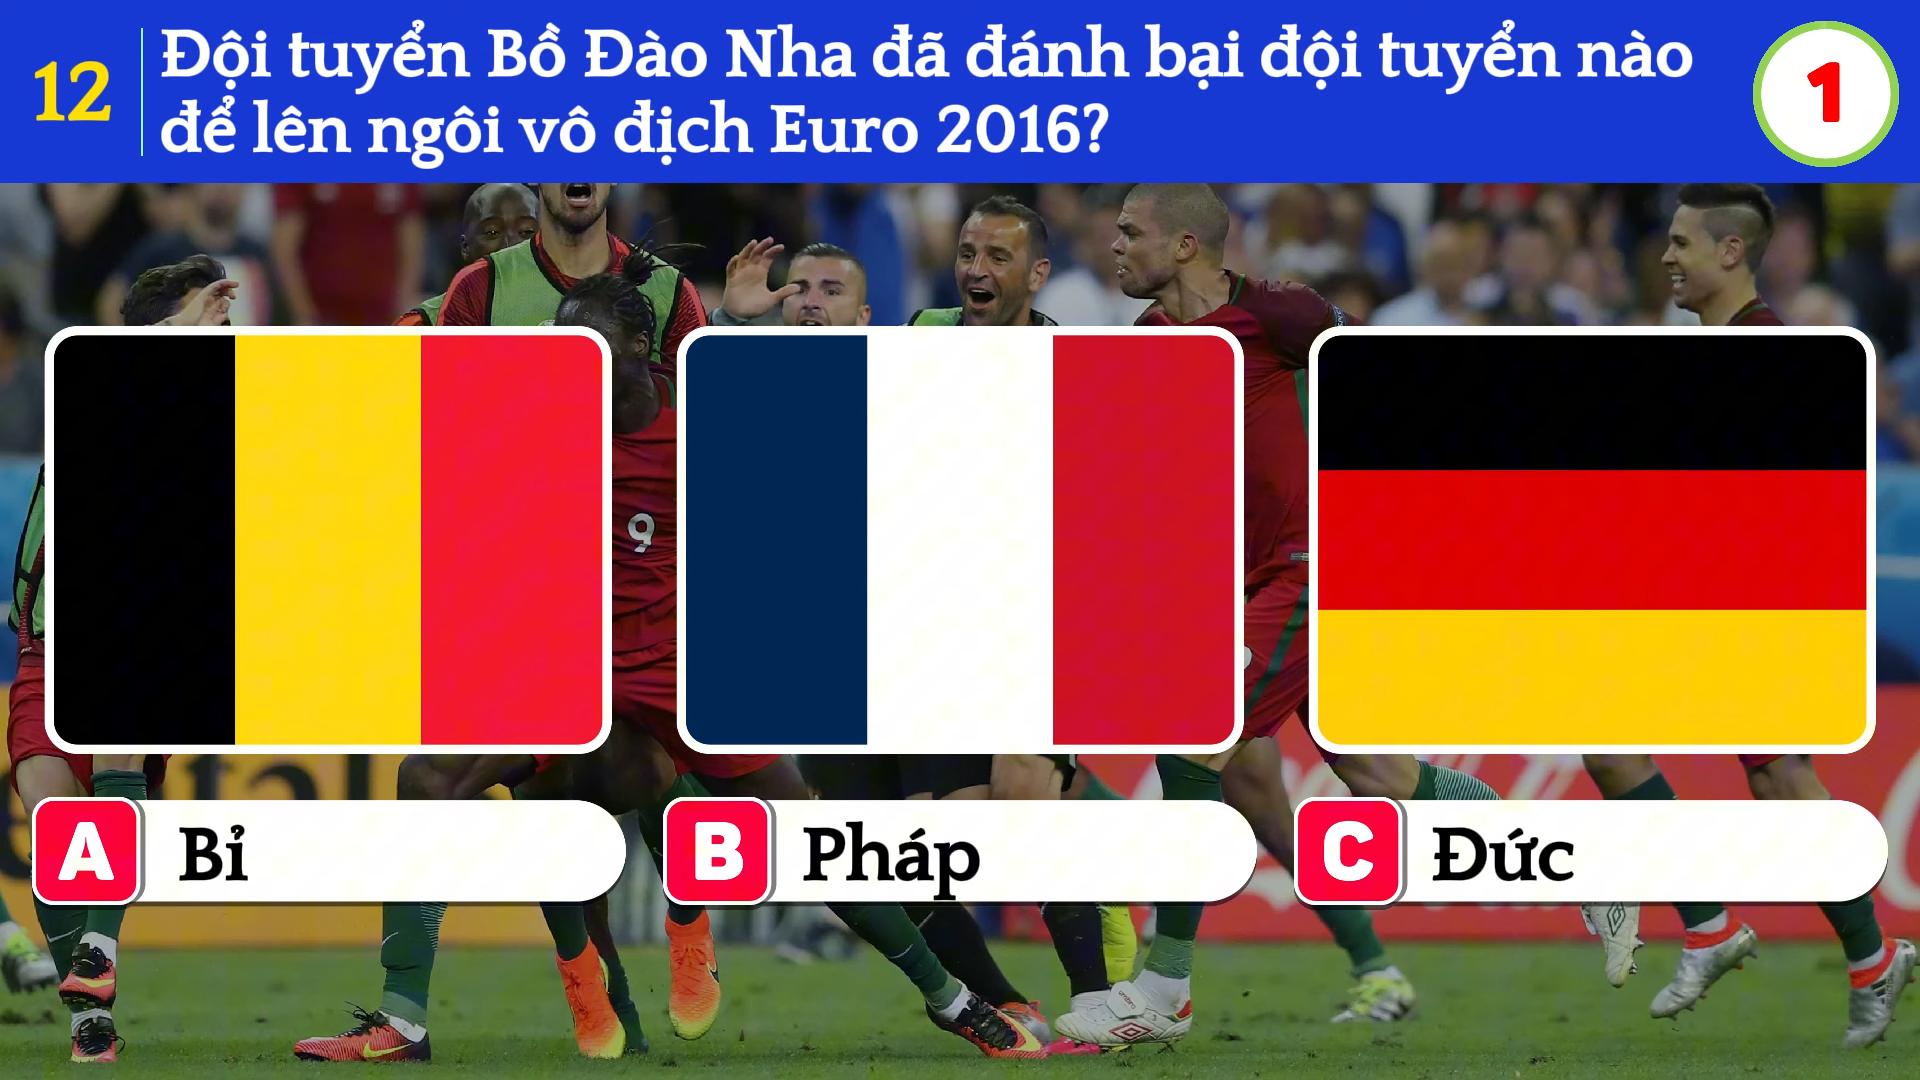 12
Đội tuyển Bồ Đào Nha đã đánh bại đội tuyển nào
để lên ngôi vô địch Euro 2016?
1
9
A Bỉ
B Pháp
C Đức